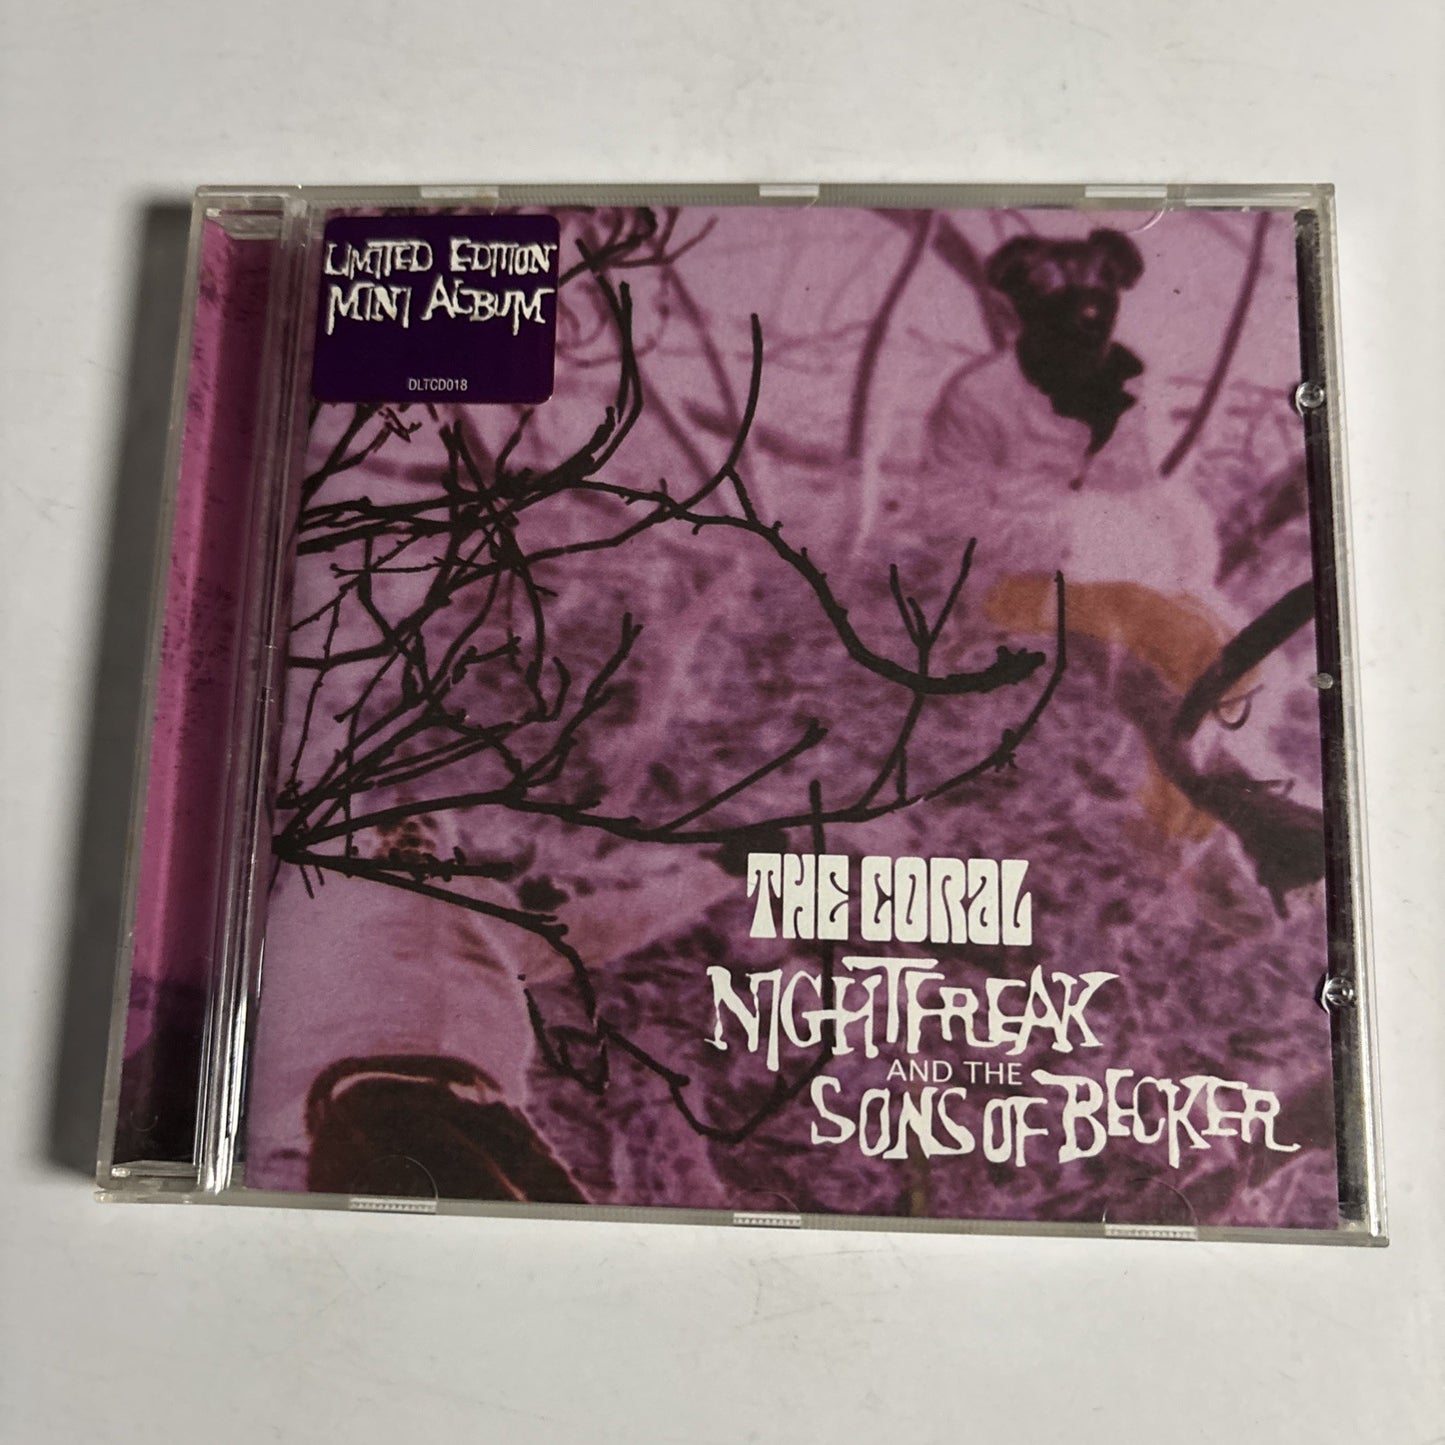 LIMITED EDITION
MINI ALBUM
DLTCD018
THE CORAL
NIGHTFREAK
AND THE
SONS OF BECKER